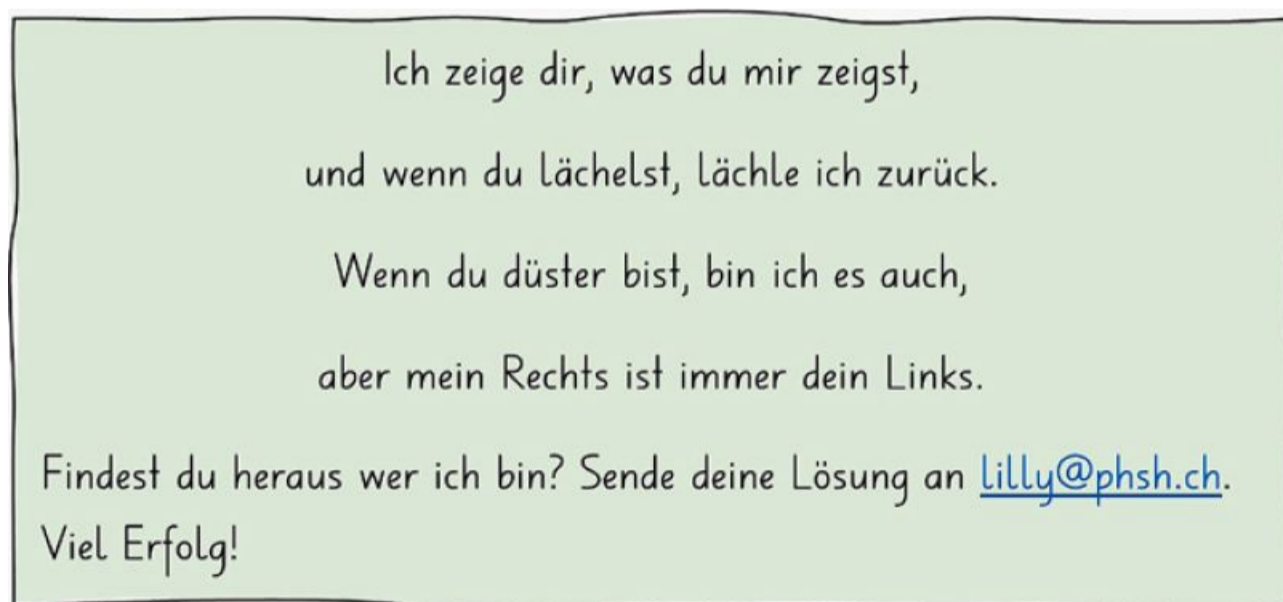 Ich zeige dir, was du mir zeigst,
und wenn du lächelst, lächle ich zurück.
Wenn du düster bist, bin ich es auch,
aber mein Rechts ist immer dein Links.
Findest du heraus wer ich bin? Sende deine Lösung an lilly@phsh.ch.
Viel Erfolg!